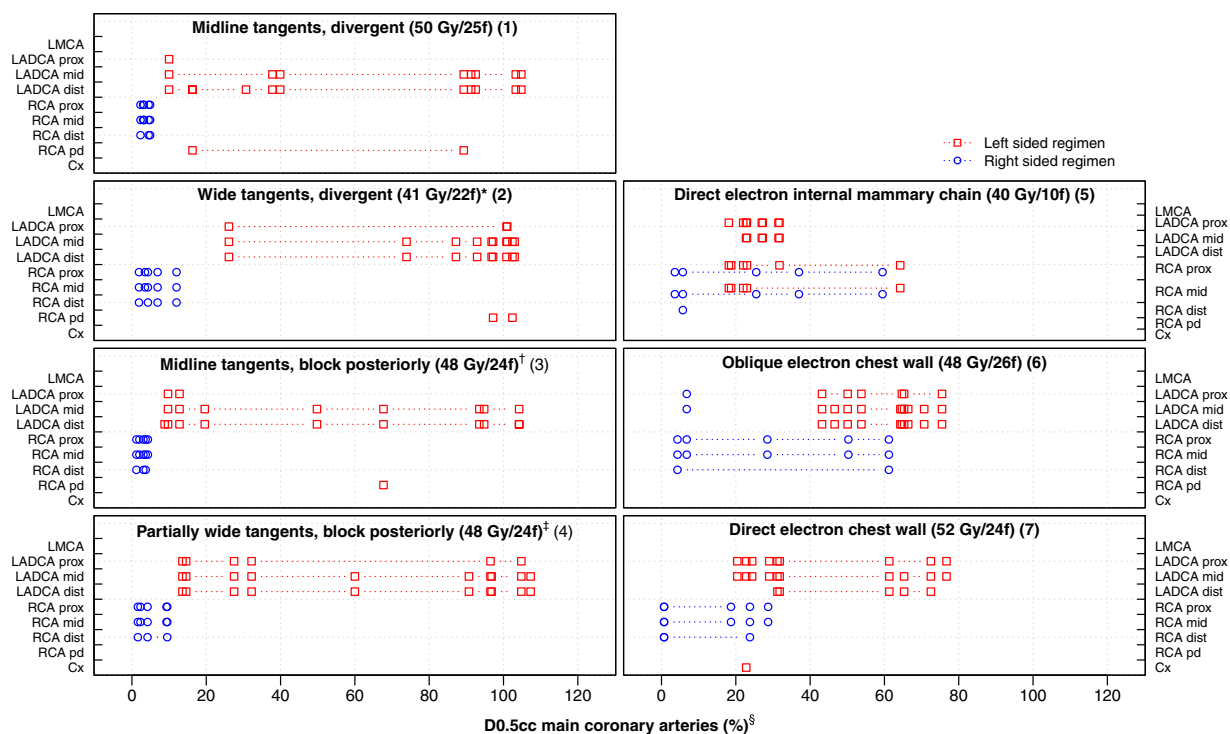 Midline tangents, divergent (50 Gy/25f) (1)
LMCA
LADCA prox
LADCA mid
LADCA dist
RCA prox
RCA mid
RCA dist
RCA pd
Cx
Left sided regimen
Right sided regimen
Wide tangents, divergent (41 Gy/22f)* (2)
LMCA
LADCA prox
LADCA mid
LADCA dist
RCA prox
RCA mid
RCA dist
RCA pd
Cx
Direct electron internal mammary chain (40 Gy/10f) (5)
LMCA
LADCA prox
LADCA mid
LADCA dist
RCA prox
RCA mid
RCA dist
RCA pd
Cx
Midline tangents, block posteriorly (48 Gy/24f)† (3)
LMCA
LADCA prox
LADCA mid
LADCA dist
RCA prox
RCA mid
RCA dist
RCA pd
Cx
Oblique electron chest wall (48 Gy/26f) (6)
LMCA
LADCA prox
LADCA mid
LADCA dist
RCA prox
RCA mid
RCA dist
RCA pd
Cx
Partially wide tangents, block posteriorly (48 Gy/24f)‡ (4)
LMCA
LADCA prox
LADCA mid
LADCA dist
RCA prox
RCA mid
RCA dist
RCA pd
Cx
0 20 40 60 80 100 120
Direct electron chest wall (52 Gy/24f) (7)
LMCA
LADCA prox
LADCA mid
LADCA dist
RCA prox
RCA mid
RCA dist
RCA pd
Cx
0 20 40 60 80 100 120
D0.5cc main coronary arteries (%)§